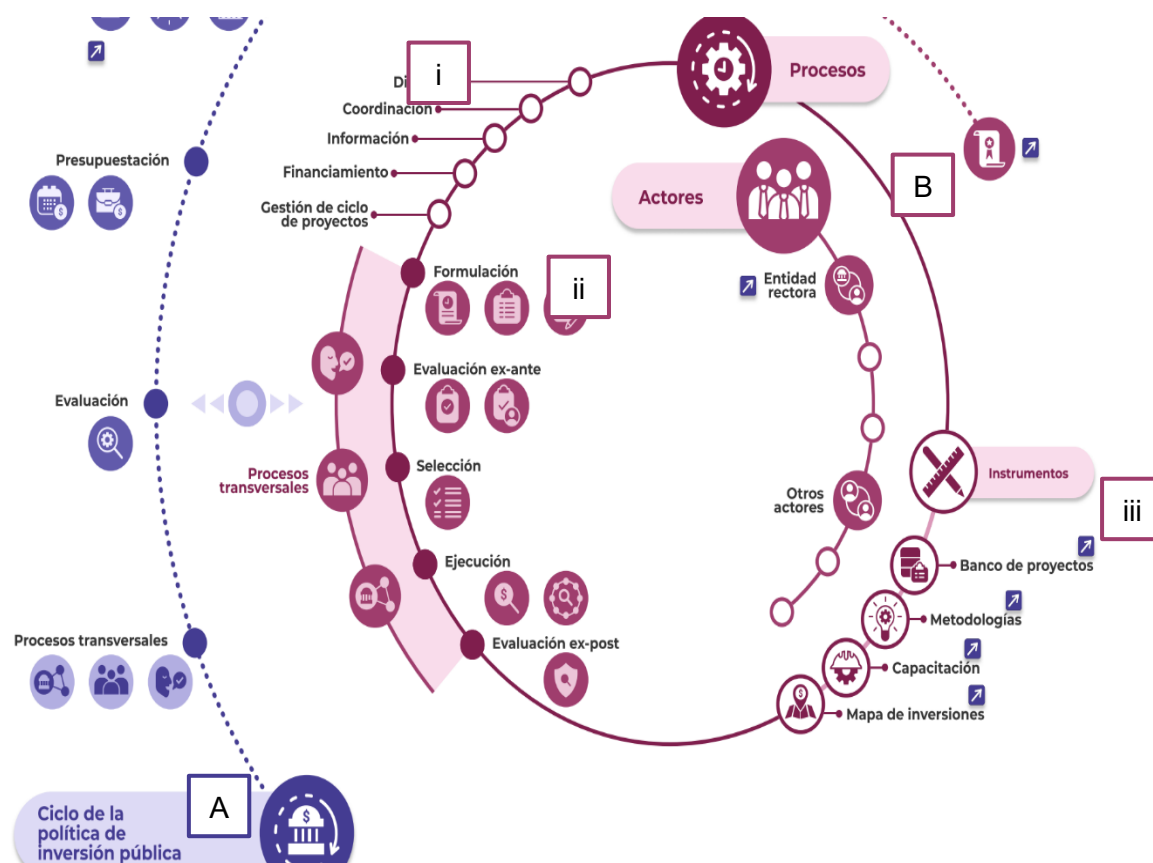 i
Procesos
Coordinación
Información
Financiamiento
Gestión de ciclo
de proyectos
Presupuestación
Actores
B
Formulación
ii
Entidad
rectora
Evaluación ex-ante
Evaluación
Selección
Procesos
transversales
Instrumentos
iii
Otros
actores
Ejecución
Banco de proyectos
Metodologías
Evaluación ex-post
Procesos transversales
Capacitación
Mapa de inversiones
A
Ciclo de la
política de
inversión pública